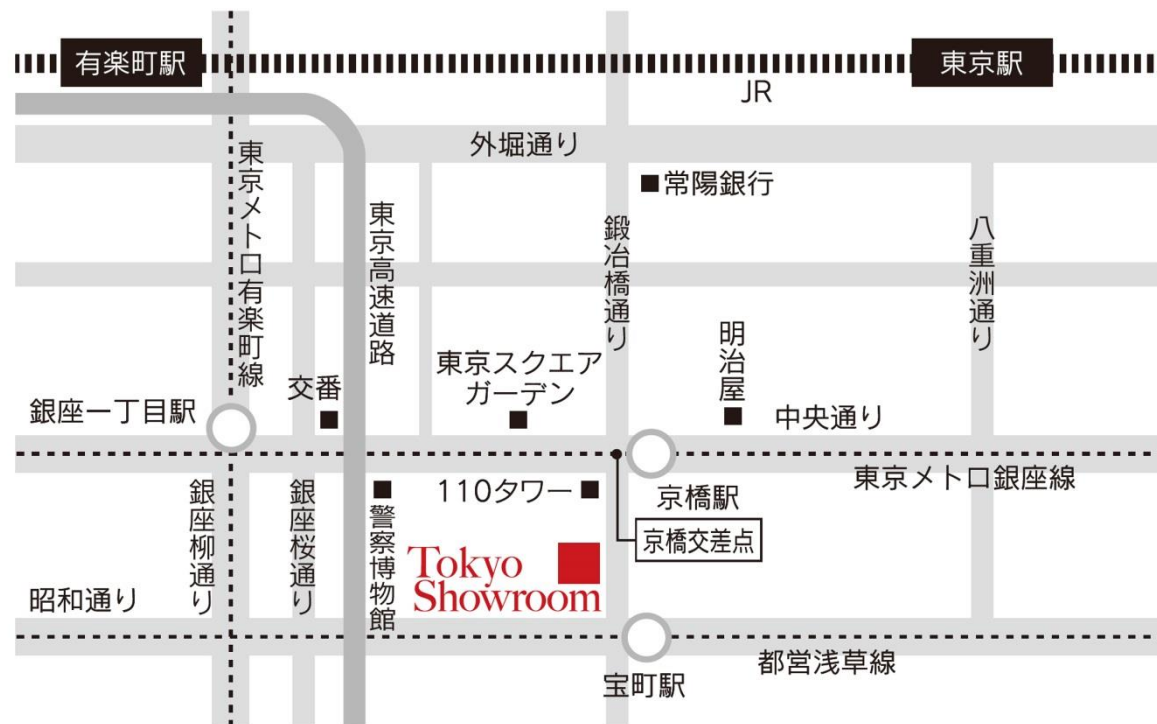 有楽町駅
東京駅
JR
外堀通り
東京メトロ有楽町線
常陽銀行
東京高速道路
鍛冶橋通り
八重洲通り
明治屋
東京スクエア
ガーデン
交番
銀座一丁目駅
中央通り
東京メトロ銀座線
銀座柳通り
銀座桜通り
警察博物館
110タワー
京橋駅
京橋交差点
Tokyo
Showroom
昭和通り
都営浅草線
宝町駅